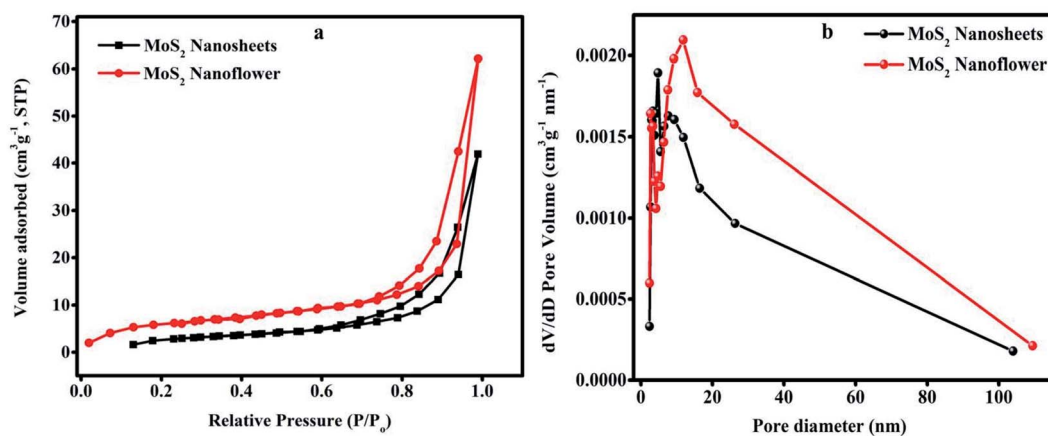 a
MoS2 Nanosheets
MoS2 Nanoflower
Volume adsorbed (cm3g-1, STP)
70
60
50
40
30
20
10
0
0.0 0.2 0.4 0.6 0.8 1.0
Relative Pressure (P/Po)
b
MoS2 Nanosheets
MoS2 Nanoflower
dV/dD Pore Volume (cm3g-1 nm-1)
0.0020
0.0015
0.0010
0.0005
0.0000
0 20 40 60 80 100
Pore diameter (nm)